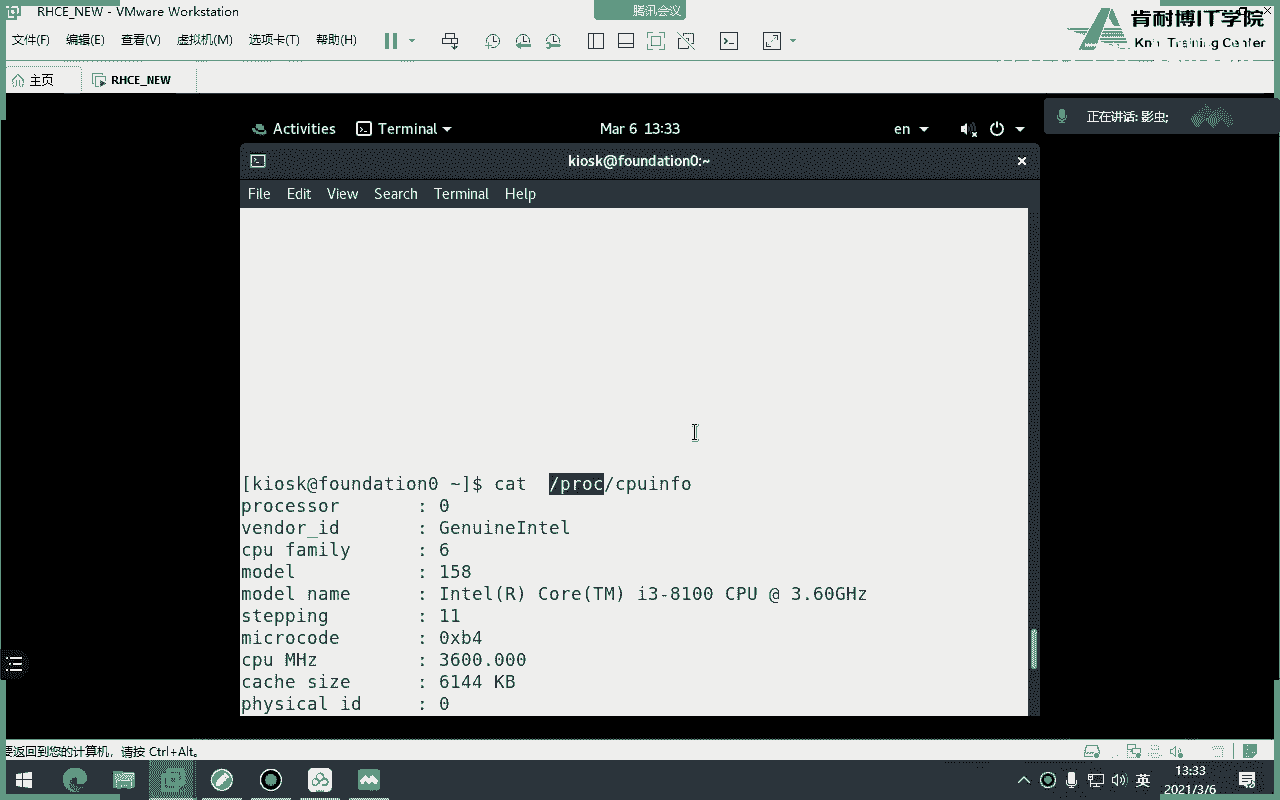 RHCE_NEW - VMware Workstation
腾讯会议
肯耐博IT学院
文件(F) 编辑(E) 查看(V) 虚拟机(M) 选项卡(T) 帮助(H)
Training Center
主页 RHCE_NEW
正在讲话: 影虫;
Activities Terminal Mar 6 13:33 en
kiosk@foundation0:~
File Edit View Search Terminal Help
[kiosk@foundation0 ~]$ cat  /proc/cpuinfo
processor : 0
vendor_id : GenuineIntel
cpu family : 6
model : 158
model name : Intel(R) Core(TM) i3-8100 CPU @ 3.60GHz
stepping : 11
microcode : 0xb4
cpu MHz : 3600.000
cache size : 6144 KB
physical id : 0
要返回到您的计算机，请按 Ctrl+Alt。
英 13:33
2021/3/6